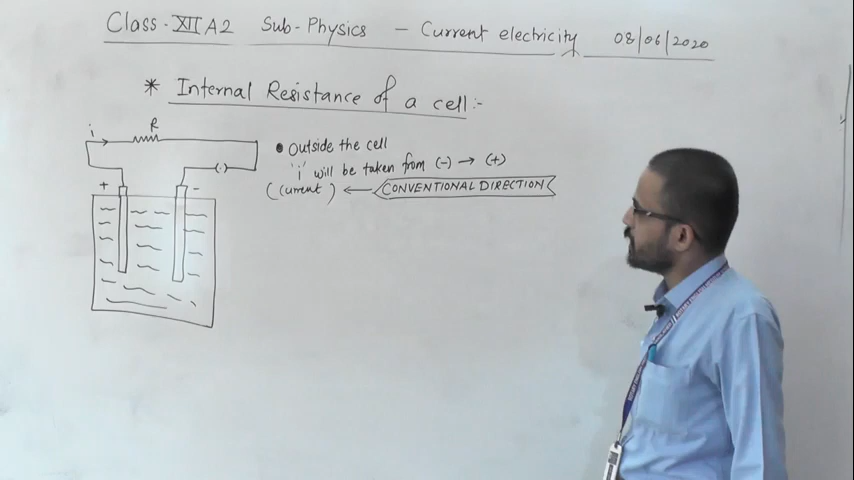 Class-XII A2 Sub-Physics - Current electricity 08/06/2020
* Internal Resistance of a cell:-
i R
+ -
• Outside the cell
'i' will be taken from (-) → (+)
(Current) ← CONVENTIONAL DIRECTION